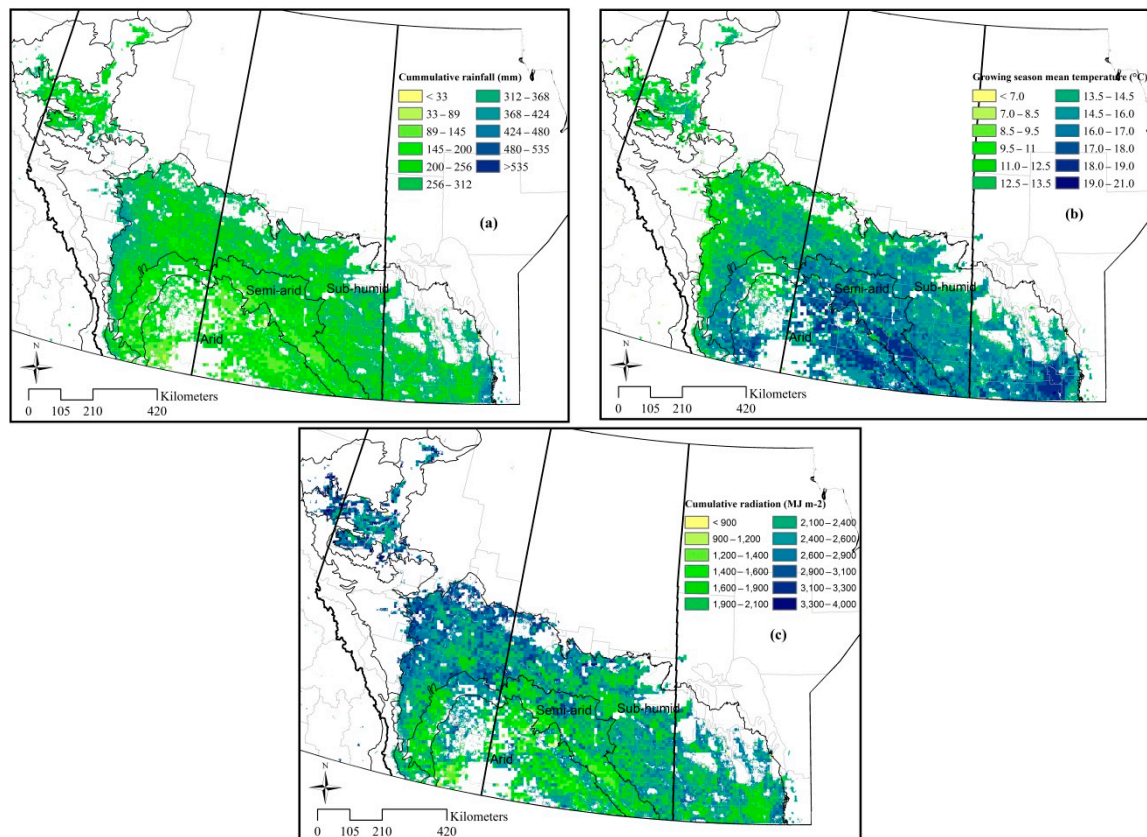 Cummulative rainfall (mm)
< 33
33 – 89
89 – 145
145 – 200
200 – 256
256 – 312
312 – 368
368 – 424
424 – 480
480 – 535
>535
(a)
Semi-arid
Sub-humid
Arid
N
Kilometers
0 105 210 420
Growing season mean temperature (°C)
< 7.0
7.0 – 8.5
8.5 – 9.5
9.5 – 11
11.0 – 12.5
12.5 – 13.5
13.5 – 14.5
14.5 – 16.0
16.0 – 17.0
17.0 – 18.0
18.0 – 19.0
19.0 – 21.0
(b)
Semi-arid
Sub-humid
Arid
N
Kilometers
0 105 210 420
Cumulative radiation (MJ m-2)
< 900
900 – 1,200
1,200 – 1,400
1,400 – 1,600
1,600 – 1,900
1,900 – 2,100
2,100 – 2,400
2,400 – 2,600
2,600 – 2,900
2,900 – 3,100
3,100 – 3,300
3,300 – 4,000
(c)
Semi-arid
Sub-humid
Arid
N
Kilometers
0 105 210 420